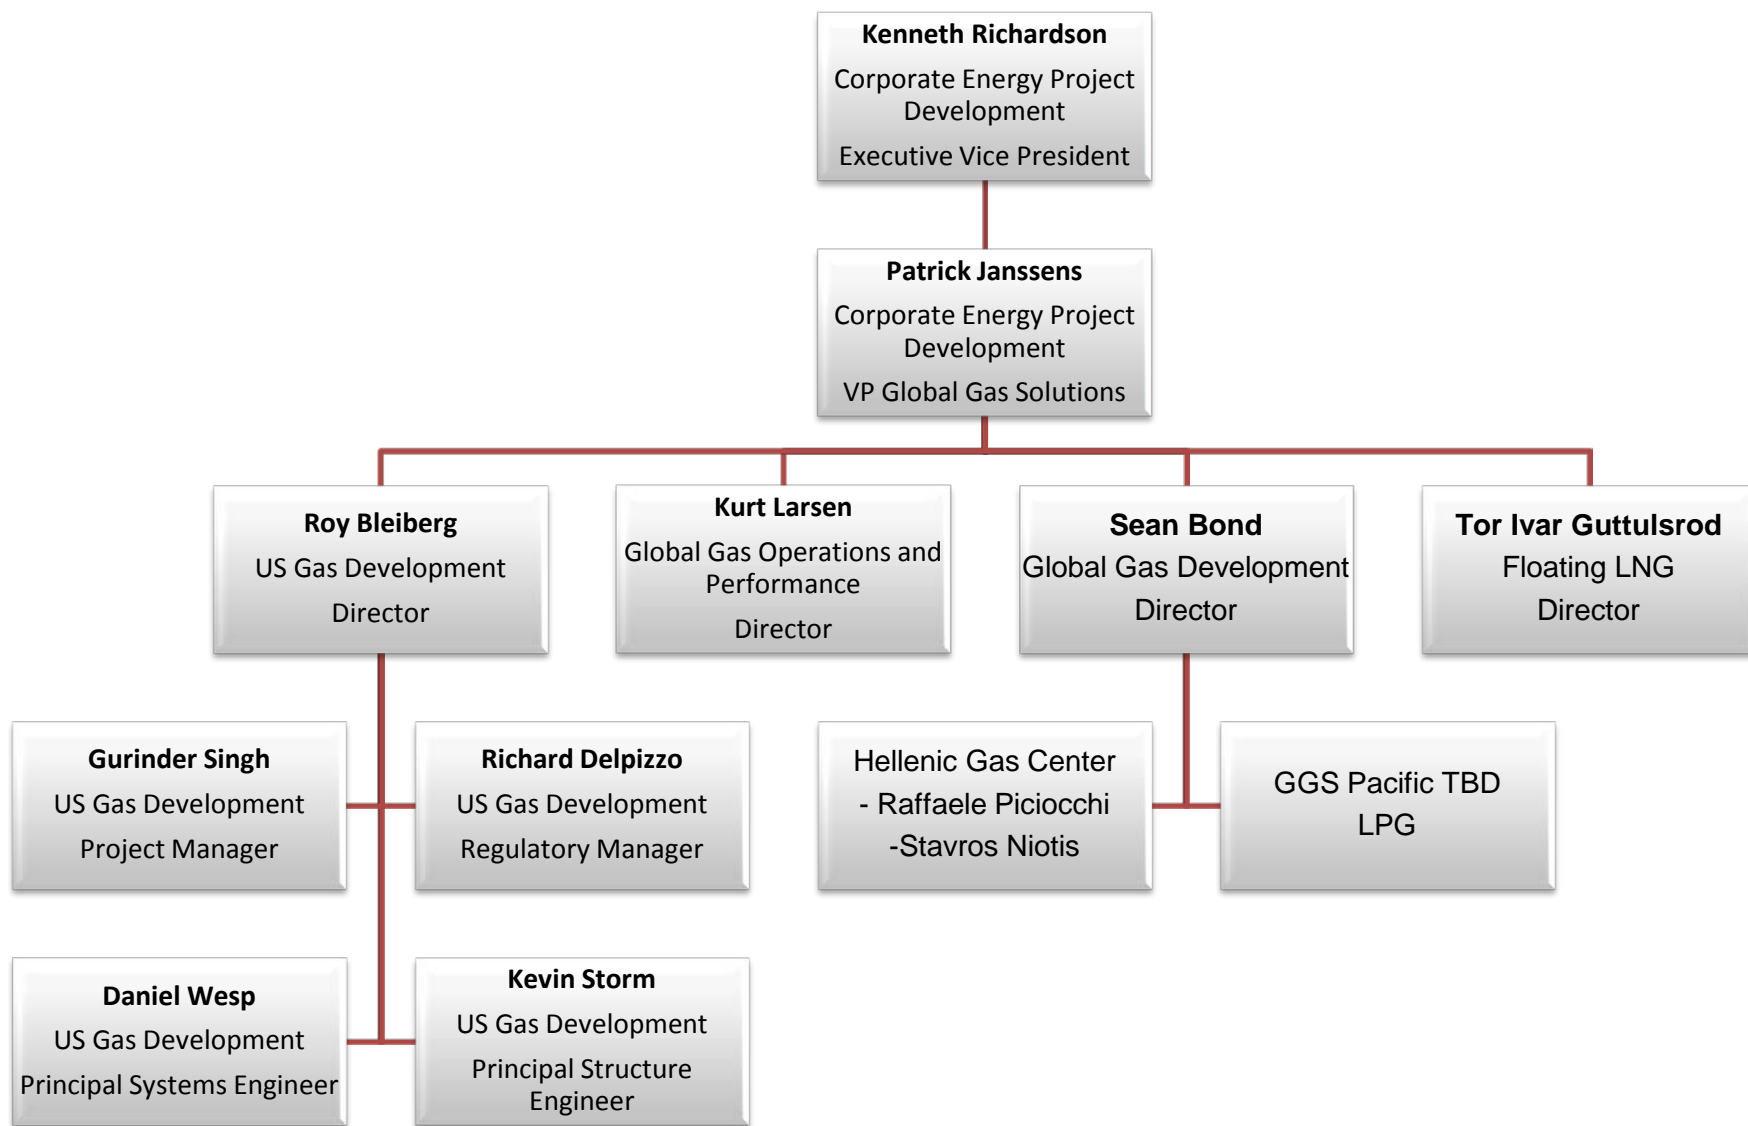 Kenneth Richardson
Corporate Energy Project
Development
Executive Vice President
Patrick Janssens
Corporate Energy Project
Development
VP Global Gas Solutions
Roy Bleiberg
US Gas Development
Director
Kurt Larsen
Global Gas Operations and
Performance
Director
Sean Bond
Global Gas Development
Director
Tor Ivar Guttulsrod
Floating LNG
Director
Gurinder Singh
US Gas Development
Project Manager
Richard Delpizzo
US Gas Development
Regulatory Manager
Hellenic Gas Center
- Raffaele Piciocchi
-Stavros Niotis
GGS Pacific TBD
LPG
Daniel Wesp
US Gas Development
Principal Systems Engineer
Kevin Storm
US Gas Development
Principal Structure
Engineer